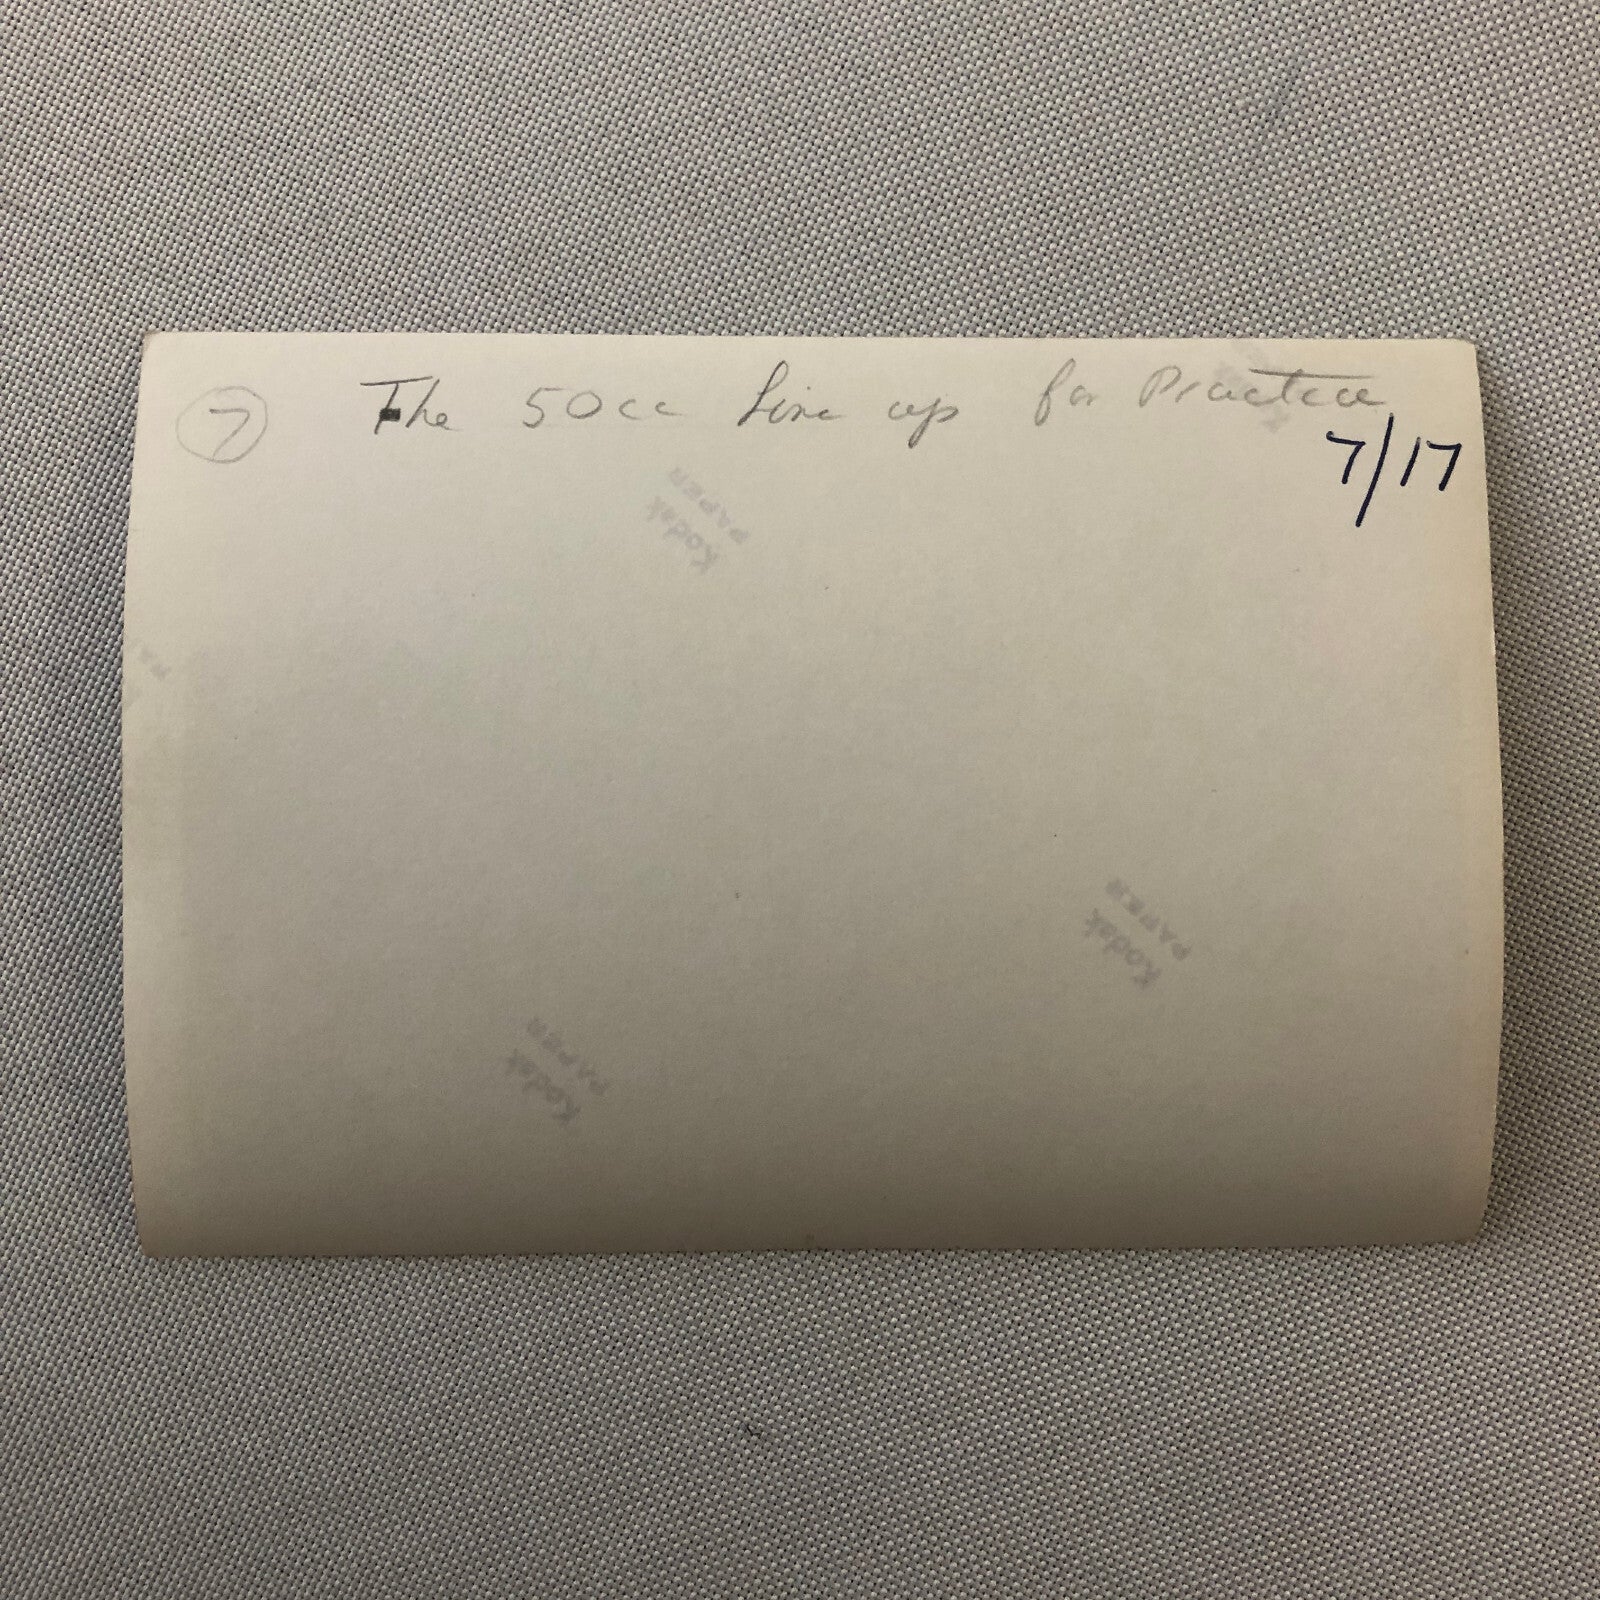 7 The 50cc line up for Practice
7/17
Kodak
PAPER
Kodak
PAPER
Kodak
PAPER